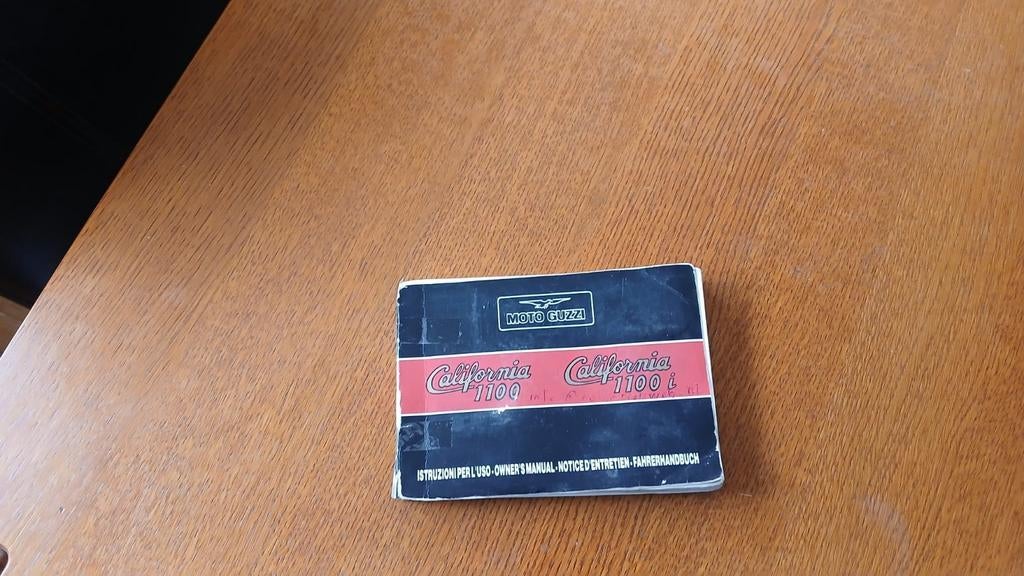 MOTO GUZZI
California
1100
California
1100 i
ISTRUZIONI PER L'USO - OWNER'S MANUAL - NOTICE D'ENTRETIEN - FAHRERHANDBUCH